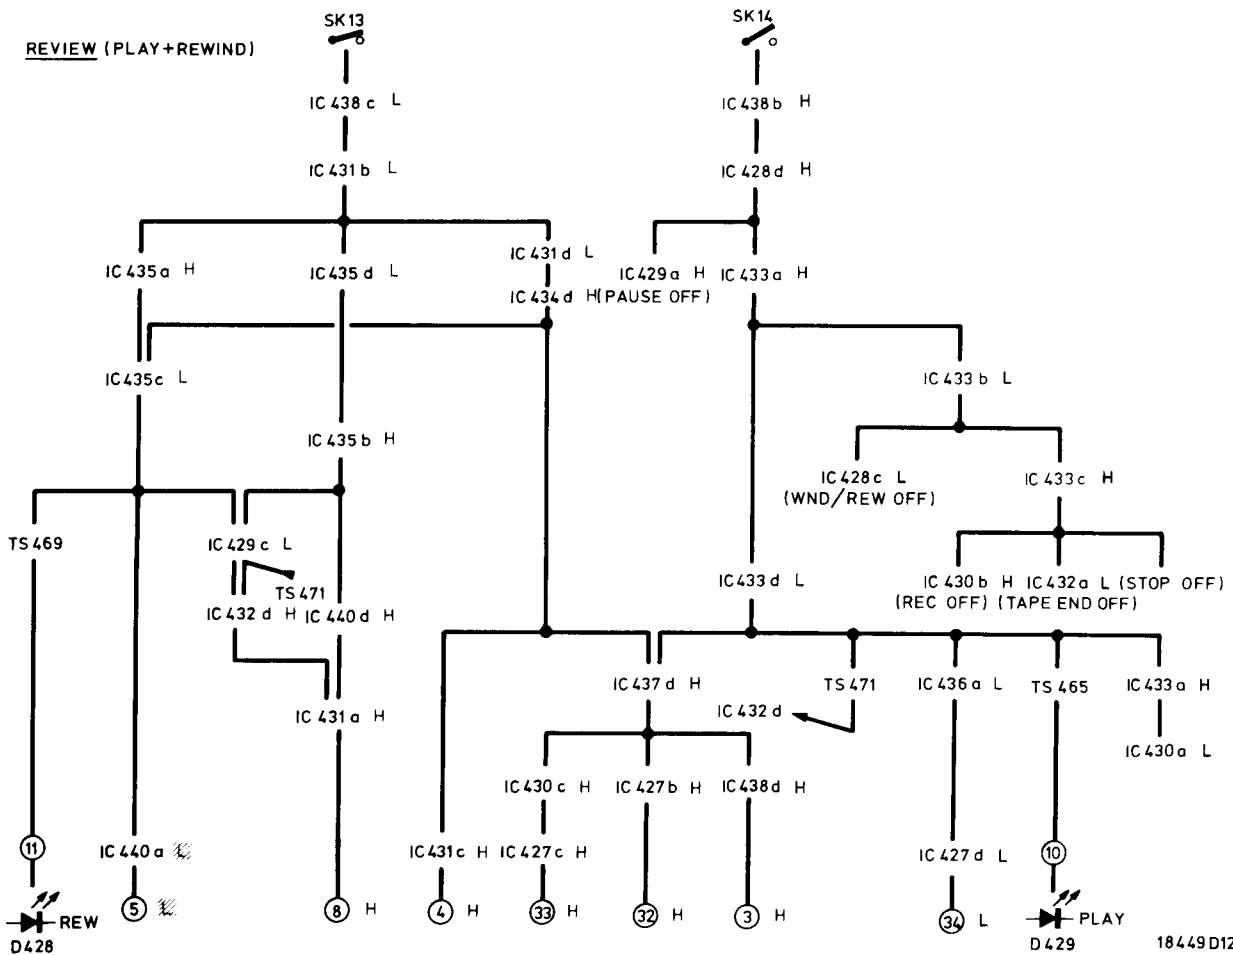 SK13 SK14
REVIEW (PLAY+REWIND)
IC 438 c L IC 438 b H
IC 431 b L IC 428 d H
IC 431 d L
IC 435 a H IC 435 d L IC 429 a H IC 433 a H
IC 434 d H (PAUSE OFF)
IC 435 c L IC 433 b L
IC 435 b H
IC 428 c L IC 433 c H
(WND/REW OFF)
TS 469 IC 429 c L
TS 471 IC 433 d L IC 430 b H IC 432 a L (STOP OFF)
IC 432 d H IC 440 d H (REC OFF) (TAPE END OFF)
IC 437 d H TS 471 IC 436 a L TS 465 IC 433 a H
IC 431 a H IC 432 d
IC 430 a L
IC 430 c H IC 427 b H IC 438 d H
11 IC 440 a IC 431 c H IC 427 c H IC 427 d L 10
5 8 H 4 H 33 H 32 H 3 H 34 L
REW PLAY
D428 D429 18449 D12